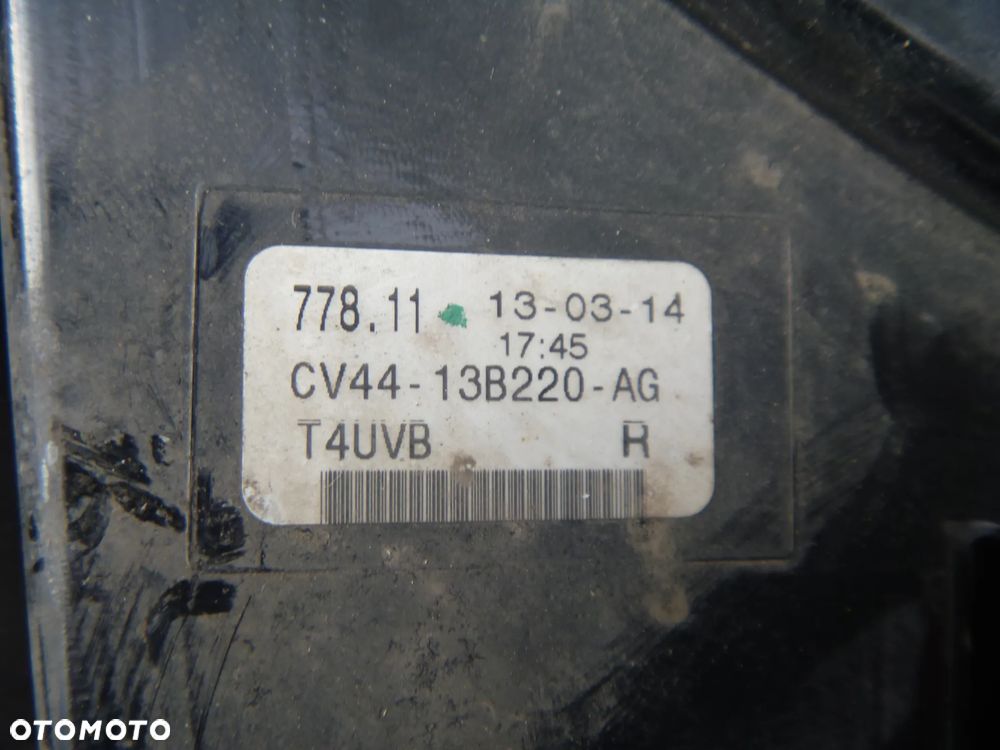 778.11 13-03-14
17:45
CV44-13B220-AG
T4UVB R
OTOMOTO